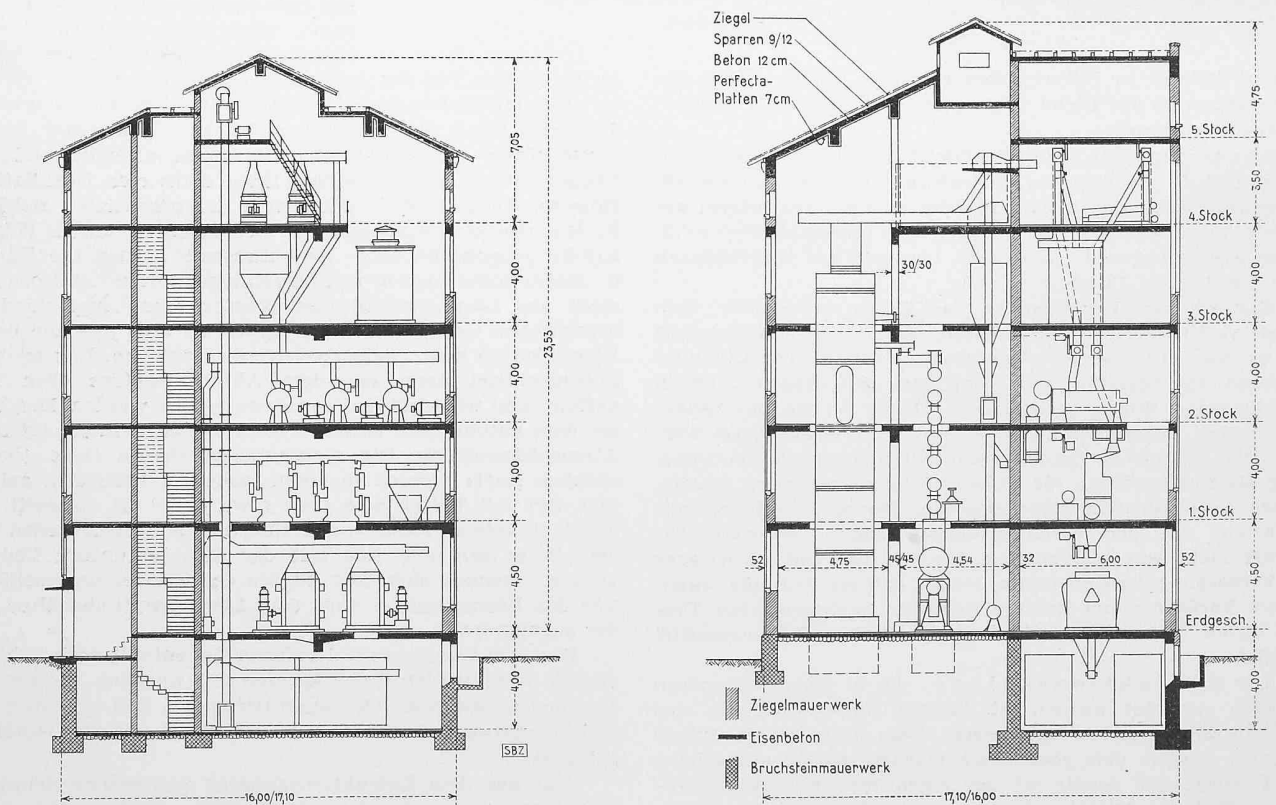 7,05
4,00
4,00
4,00
4,50
4,00
23,53
16,00/17,10
SBZ
Ziegel
Sparren 9/12
Beton 12 cm
Perfecta-
Platten 7cm
30/30
52
4,75
45
45
4,54
32
6,00
52
5.Stock
4.Stock
3.Stock
2.Stock
1.Stock
Erdgesch.
4,75
3,50
4,00
4,00
4,00
4,50
4,00
Ziegelmauerwerk
Eisenbeton
Bruchsteinmauerwerk
17,10/16,00